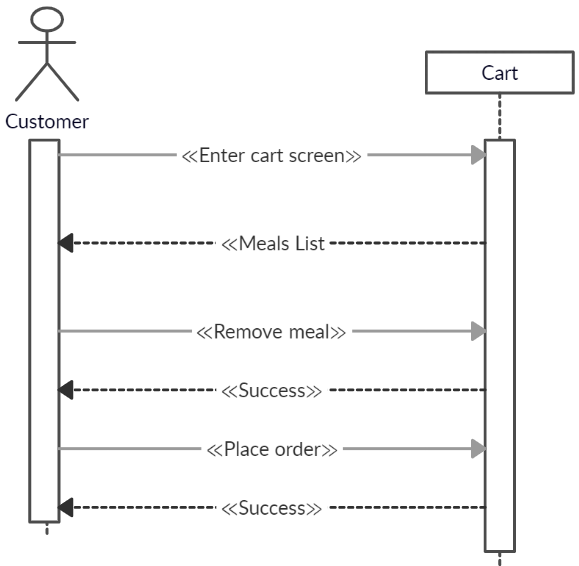 Cart
Customer
≪Enter cart screen≫
≪Meals List
≪Remove meal≫
≪Success≫
≪Place order≫
≪Success≫